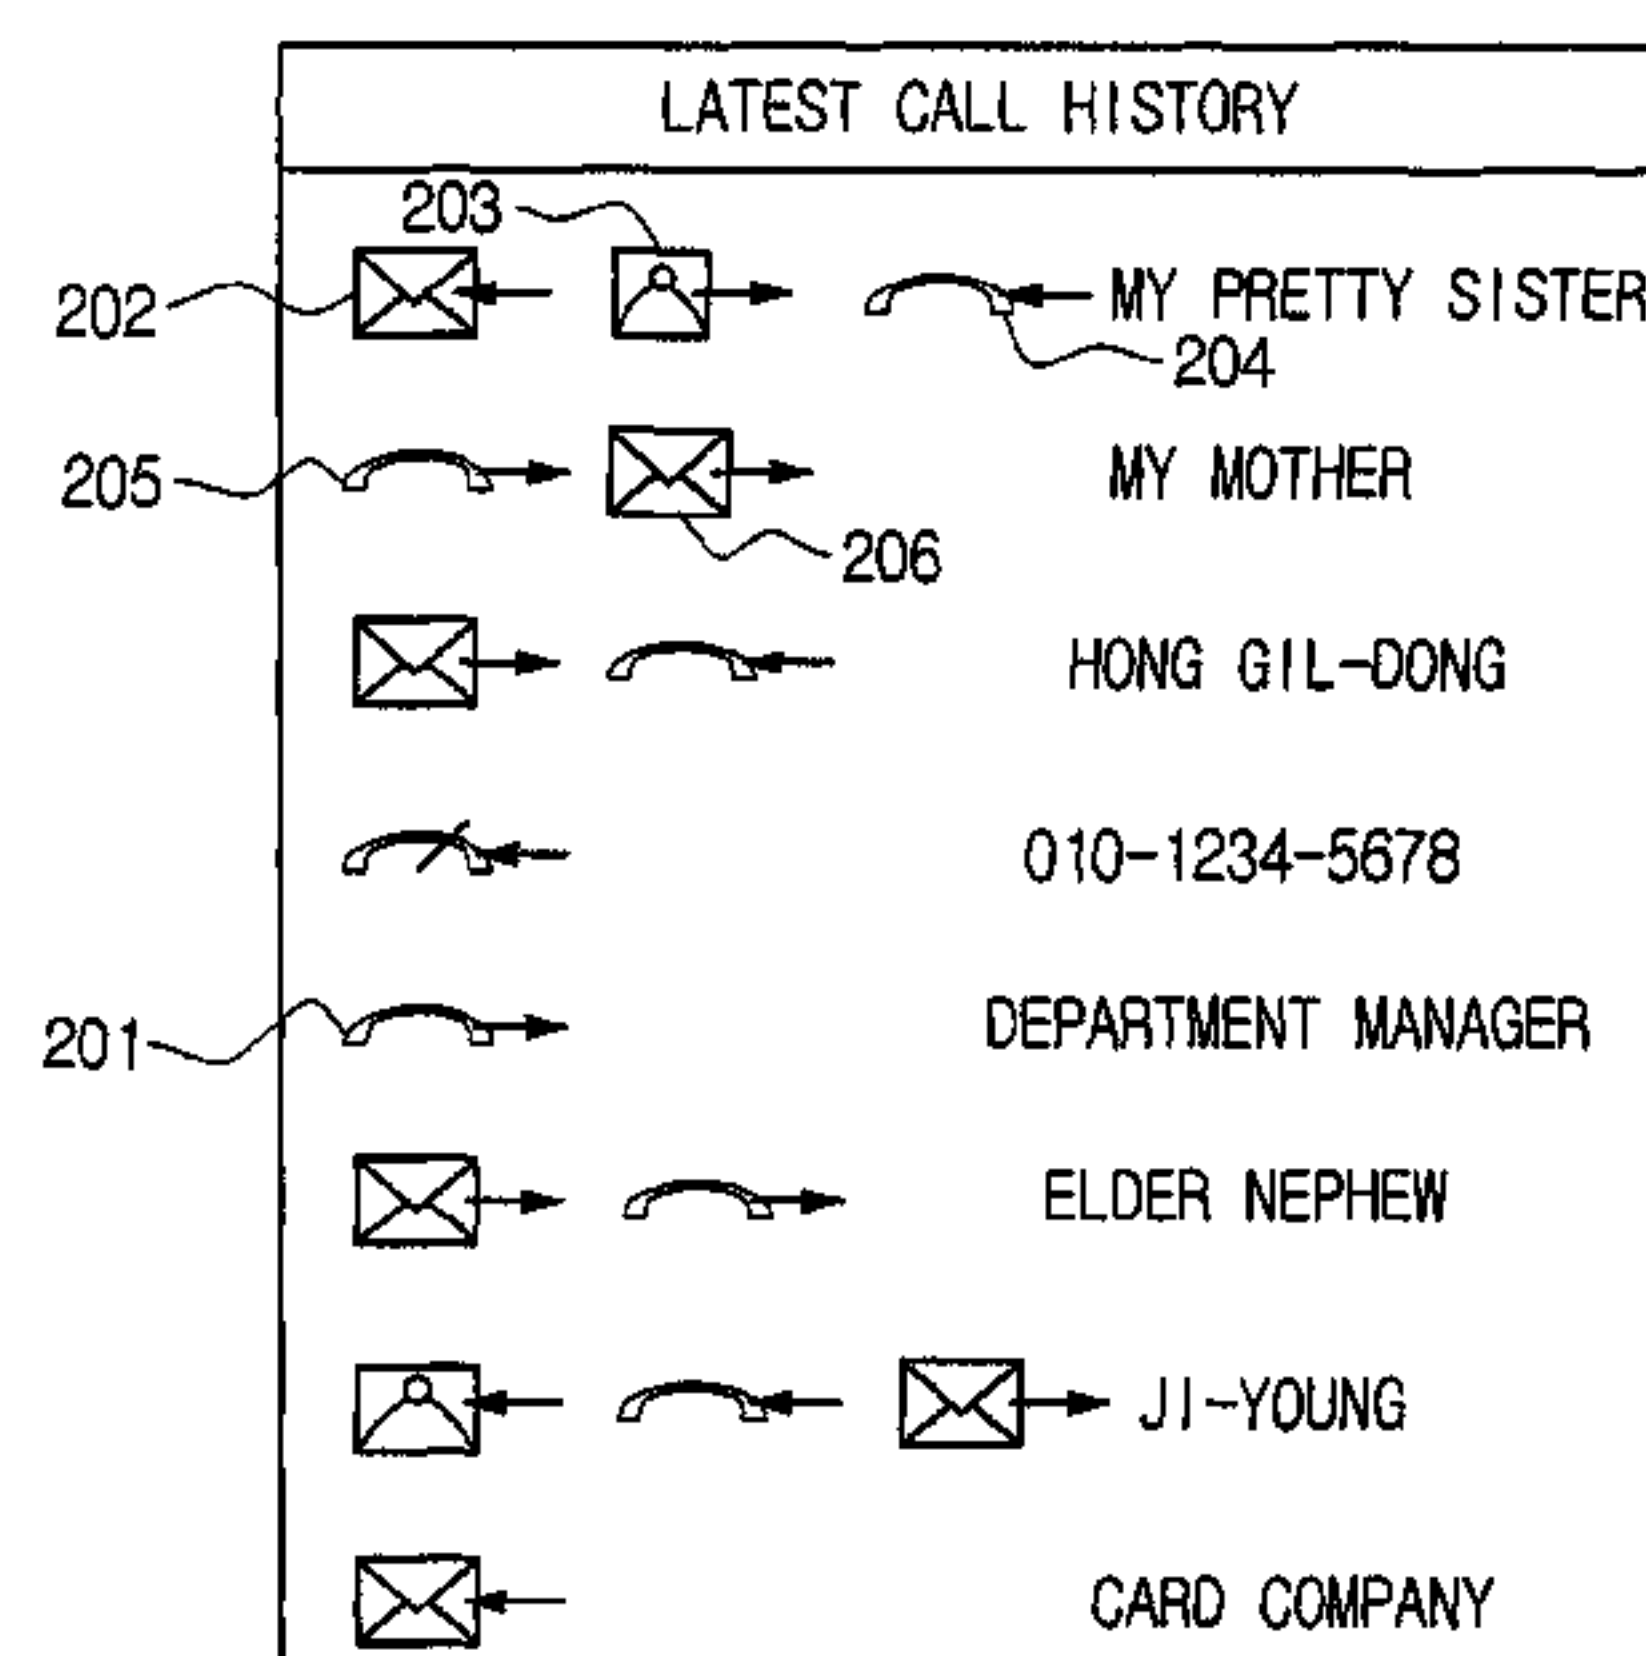 LATEST CALL HISTORY
203
202
MY PRETTY SISTER
204
205
MY MOTHER
206
HONG GIL-DONG
010-1234-5678
201
DEPARTMENT MANAGER
ELDER NEPHEW
JI-YOUNG
CARD COMPANY